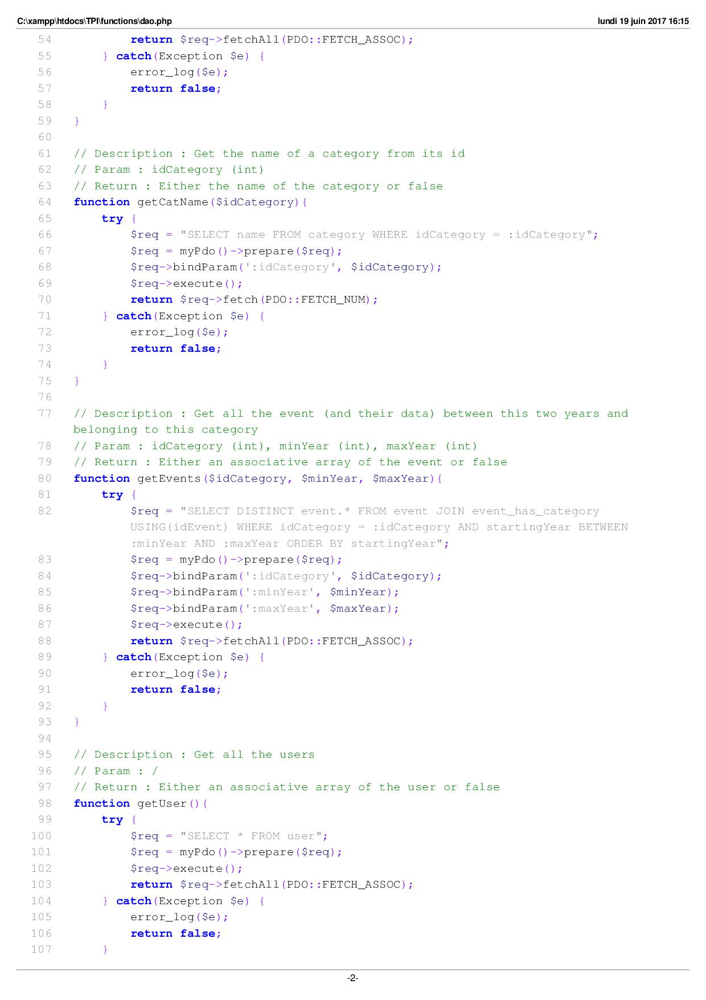 C:\xampp\htdocs\TPI\functions\dao.php lundi 19 juin 2017 16:15
54 return $req->fetchAll(PDO::FETCH_ASSOC);
55 } catch(Exception $e) {
56 error_log($e);
57 return false;
58 }
59 }
60
61 // Description : Get the name of a category from its id
62 // Param : idCategory (int)
63 // Return : Either the name of the category or false
64 function getCatName($idCategory){
65 try {
66 $req = "SELECT name FROM category WHERE idCategory = :idCategory";
67 $req = myPdo()->prepare($req);
68 $req->bindParam(':idCategory', $idCategory);
69 $req->execute();
70 return $req->fetch(PDO::FETCH_NUM);
71 } catch(Exception $e) {
72 error_log($e);
73 return false;
74 }
75 }
76
77 // Description : Get all the event (and their data) between this two years and
belonging to this category
78 // Param : idCategory (int), minYear (int), maxYear (int)
79 // Return : Either an associative array of the event or false
80 function getEvents($idCategory, $minYear, $maxYear){
81 try {
82 $req = "SELECT DISTINCT event.* FROM event JOIN event_has_category
USING(idEvent) WHERE idCategory = :idCategory AND startingYear BETWEEN
:minYear AND :maxYear ORDER BY startingYear";
83 $req = myPdo()->prepare($req);
84 $req->bindParam(':idCategory', $idCategory);
85 $req->bindParam(':minYear', $minYear);
86 $req->bindParam(':maxYear', $maxYear);
87 $req->execute();
88 return $req->fetchAll(PDO::FETCH_ASSOC);
89 } catch(Exception $e) {
90 error_log($e);
91 return false;
92 }
93 }
94
95 // Description : Get all the users
96 // Param : /
97 // Return : Either an associative array of the user or false
98 function getUser(){
99 try {
100 $req = "SELECT * FROM user";
101 $req = myPdo()->prepare($req);
102 $req->execute();
103 return $req->fetchAll(PDO::FETCH_ASSOC);
104 } catch(Exception $e) {
105 error_log($e);
106 return false;
107 }
-2-